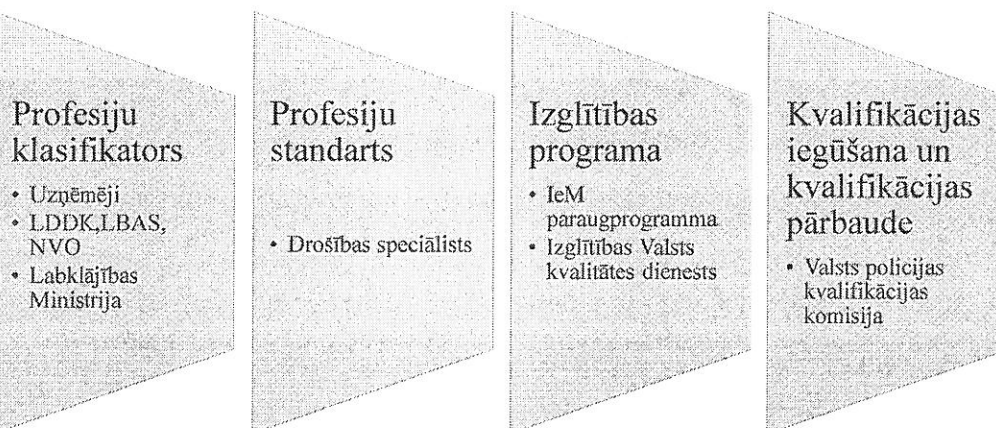 Profesiju
klasifikators
• Uzņēmēji
• LDDK,LBAS,
NVO
• Labklājības
Ministrija
Profesiju
standarts
• Drošības speciālists
Izglītības
programa
• IeM
paraugprogramma
• Izglītības Valsts
kvalitātes dienests
Kvalifikācijas
iegūšana un
kvalifikācijas
pārbaude
• Valsts policijas
kvalifikācijas
komisija